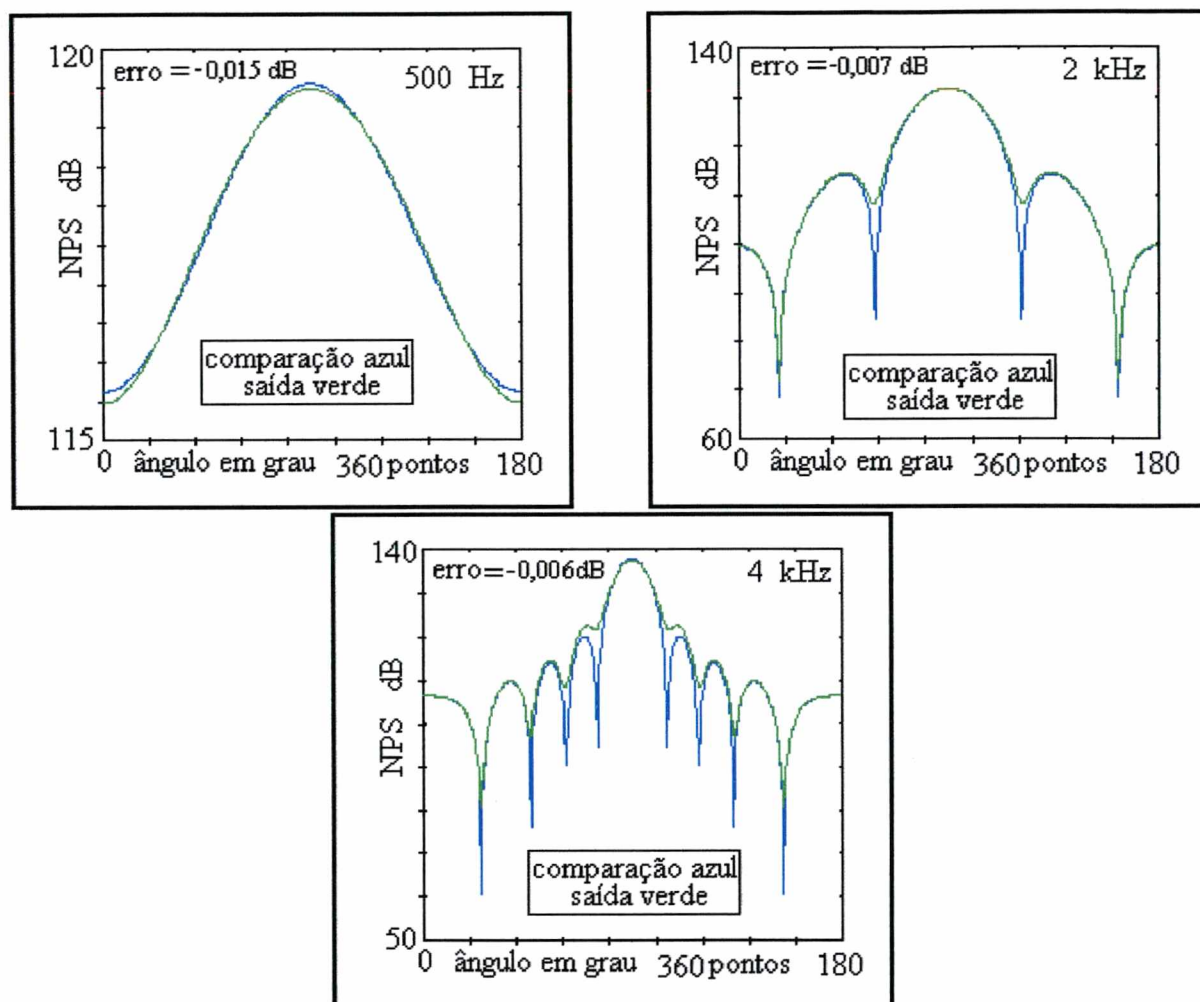 120
erro = -0,015 dB
500 Hz
NPS dB
comparação azul
saída verde
115
0 ângulo em grau 360 pontos 180
140
erro =-0,007 dB
2 kHz
NPS dB
comparação azul
saída verde
60
0 ângulo em grau 360 pontos 180
140
erro=-0,006dB
4 kHz
NPS dB
comparação azul
saída verde
50
0 ângulo em grau 360 pontos 180